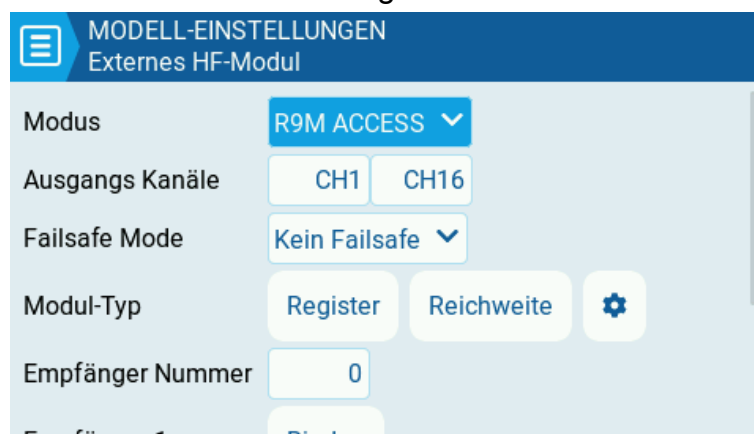 MODELL-EINSTELLUNGEN
Externes HF-Modul
Modus R9M ACCESS
Ausgangs Kanäle CH1 CH16
Failsafe Mode Kein Failsafe
Modul-Typ Register Reichweite
Empfänger Nummer 0